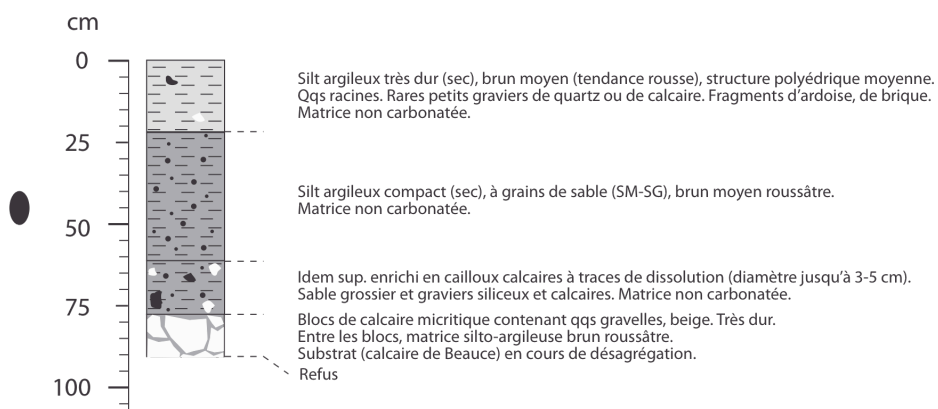 cm
0
Silt argileux très dur (sec), brun moyen (tendance rousse), structure polyédrique moyenne.
Qqs racines. Rares petits graviers de quartz ou de calcaire. Fragments d’ardoise, de brique.
Matrice non carbonatée.
25
Silt argileux compact (sec), à grains de sable (SM-SG), brun moyen roussâtre.
Matrice non carbonatée.
50
Idem sup. enrichi en cailloux calcaires à traces de dissolution (diamètre jusqu’à 3-5 cm).
Sable grossier et graviers siliceux et calcaires. Matrice non carbonatée.
75
Blocs de calcaire micritique contenant qqs gravelles, beige. Très dur.
Entre les blocs, matrice silto-argileuse brun roussâtre.
Substrat (calcaire de Beauce) en cours de désagrégation.
Refus
100